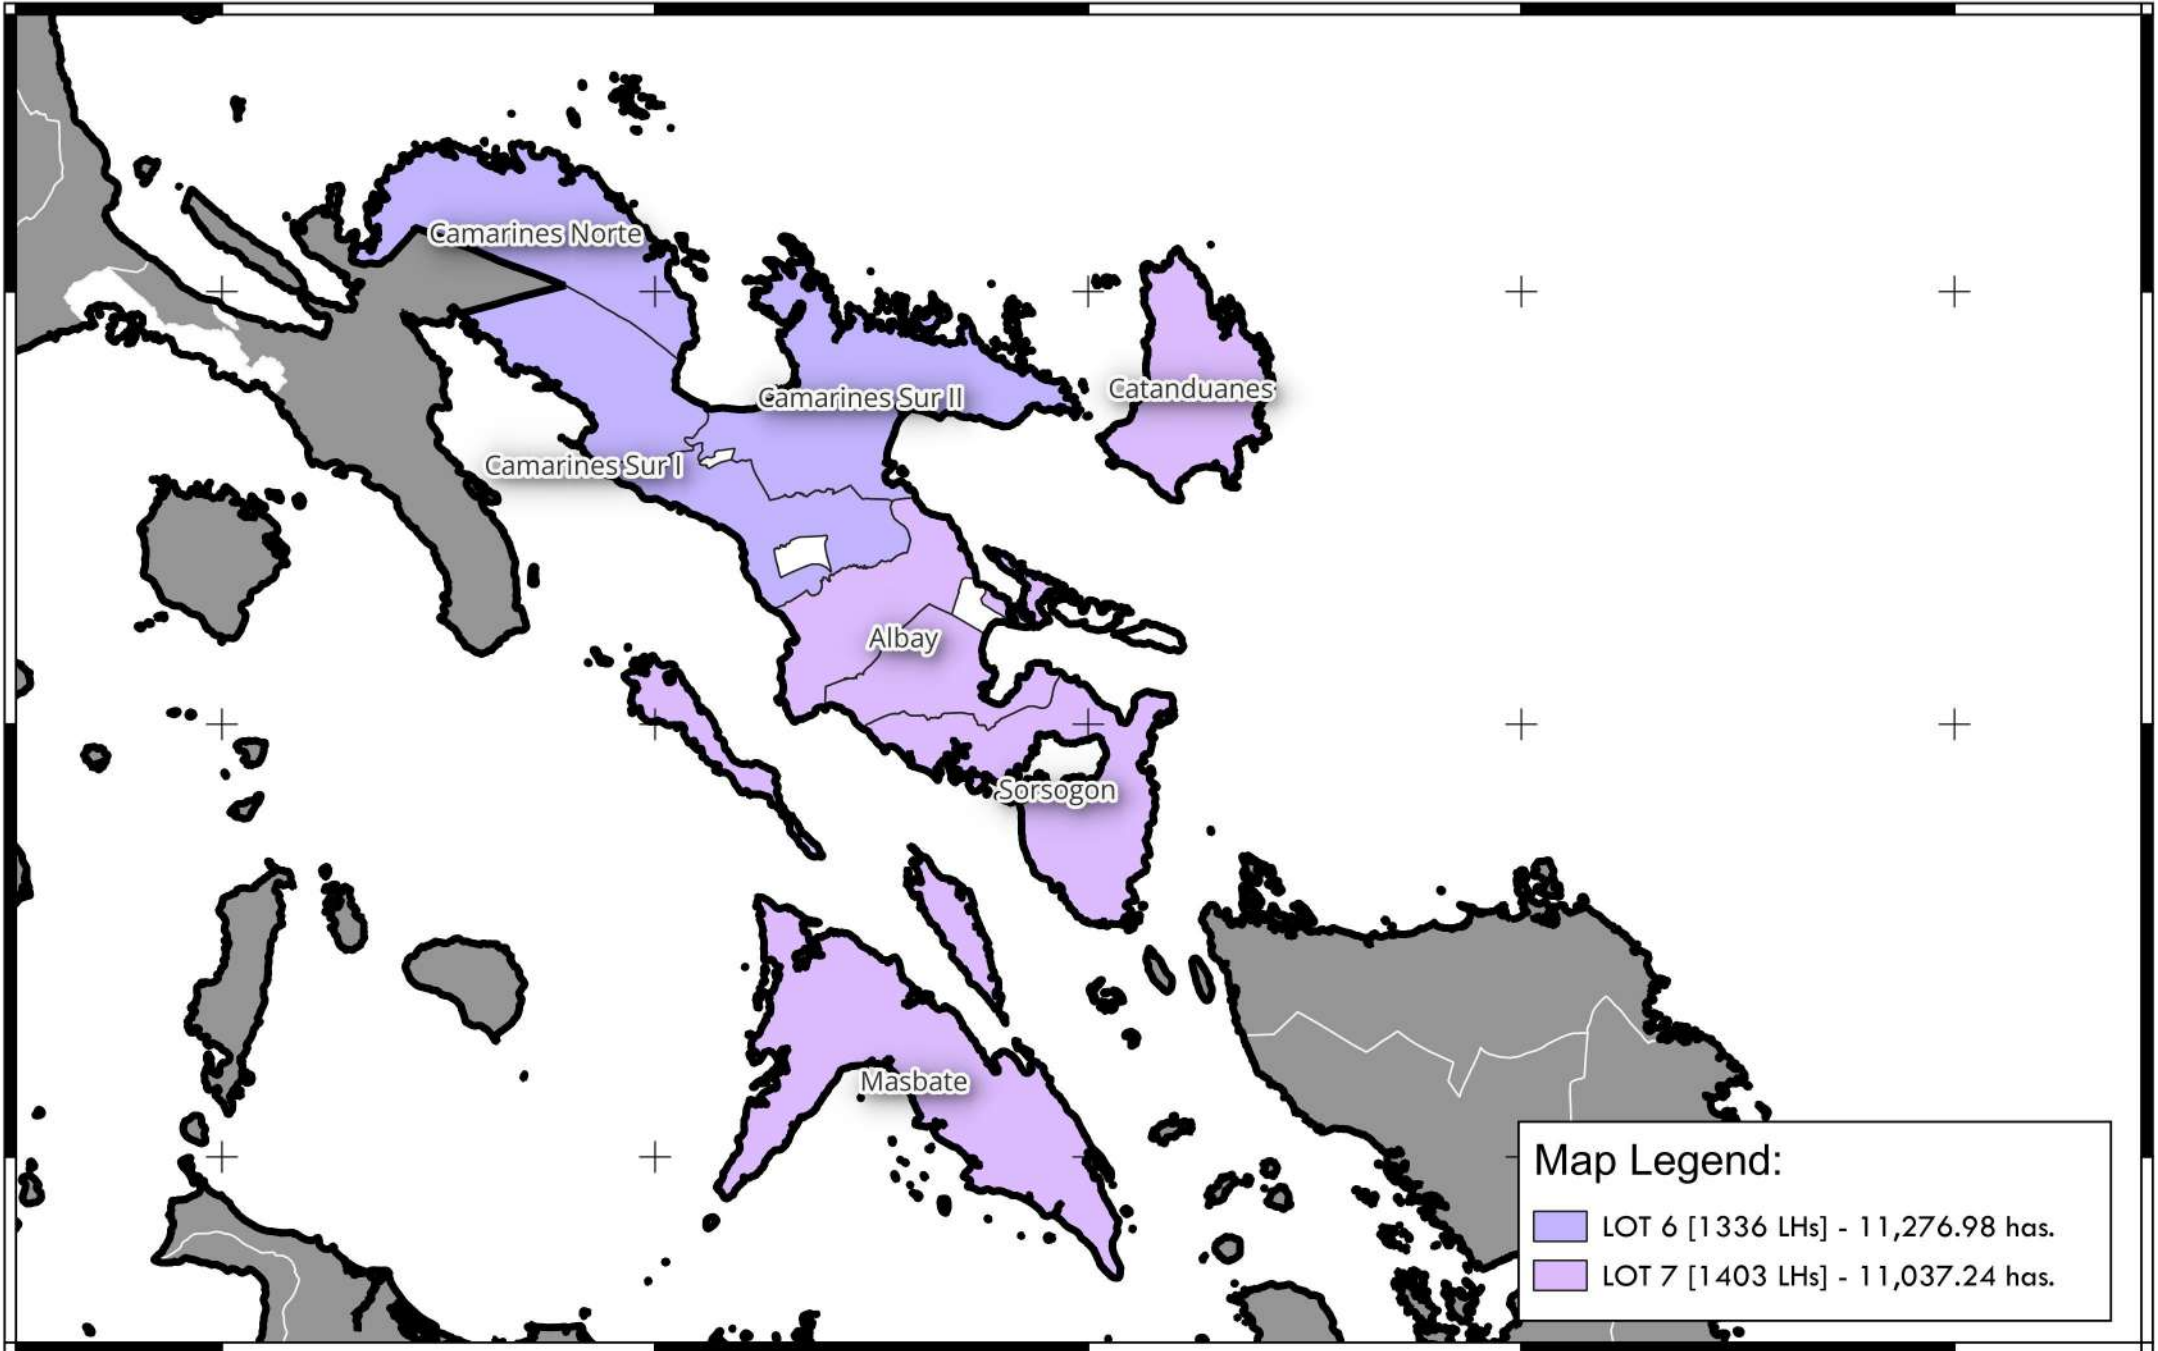 Camarines Norte
Camarines Sur II
Catanduanes
Camarines Sur I
Albay
Sorsogon
Masbate
Map Legend:
LOT 6 [1336 LHs] - 11,276.98 has.
LOT 7 [1403 LHs] - 11,037.24 has.